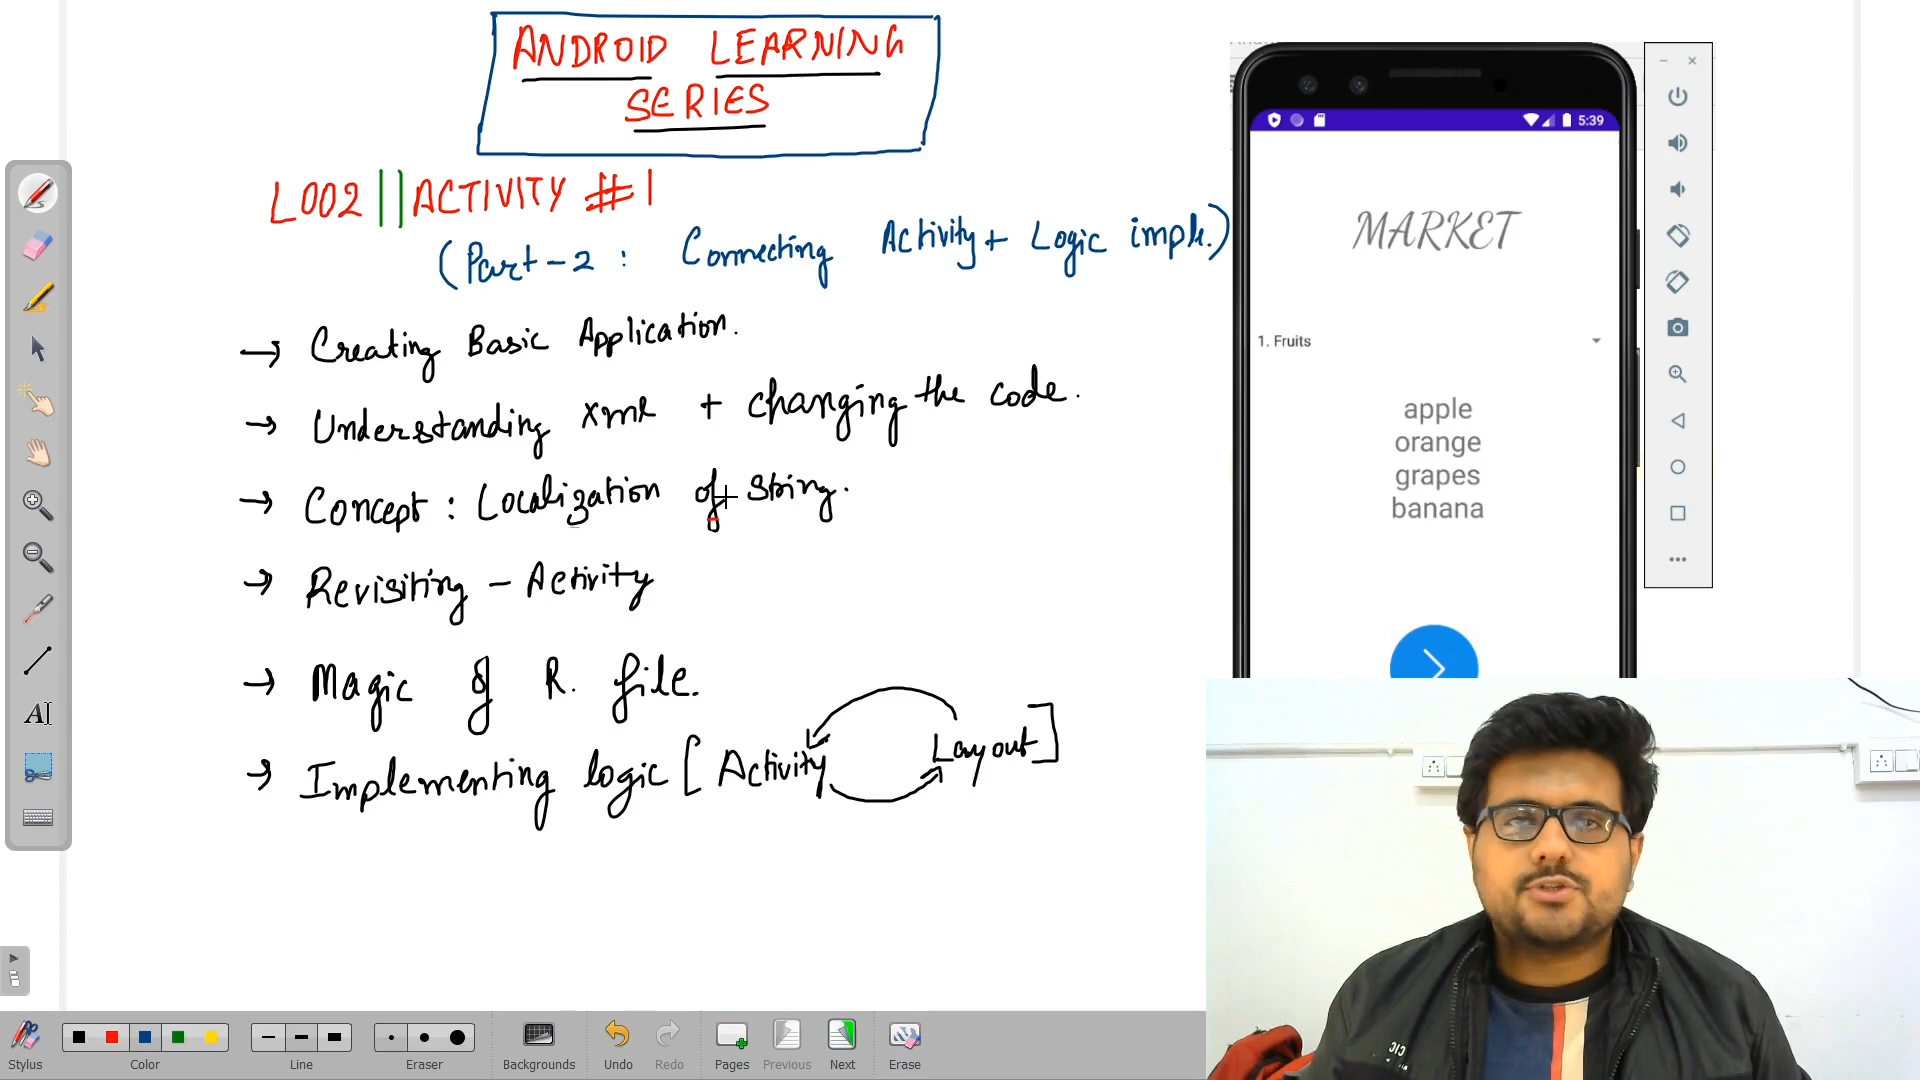 ANDROID LEARNING
SERIES
L002 || ACTIVITY #1
(Part-2 : Connecting Activity + Logic imple.)
→ Creating Basic Application.
→ Understanding xml + changing the code.
→ Concept : Localization of String.
→ Revisiting - Activity
→ Magic of R. file.
→ Implementing logic [Activity Layout]
5:39
MARKET
1. Fruits
apple
orange
grapes
banana
Stylus
Color
Line
Eraser
Backgrounds
Undo
Redo
Pages
Previous
Next
Erase